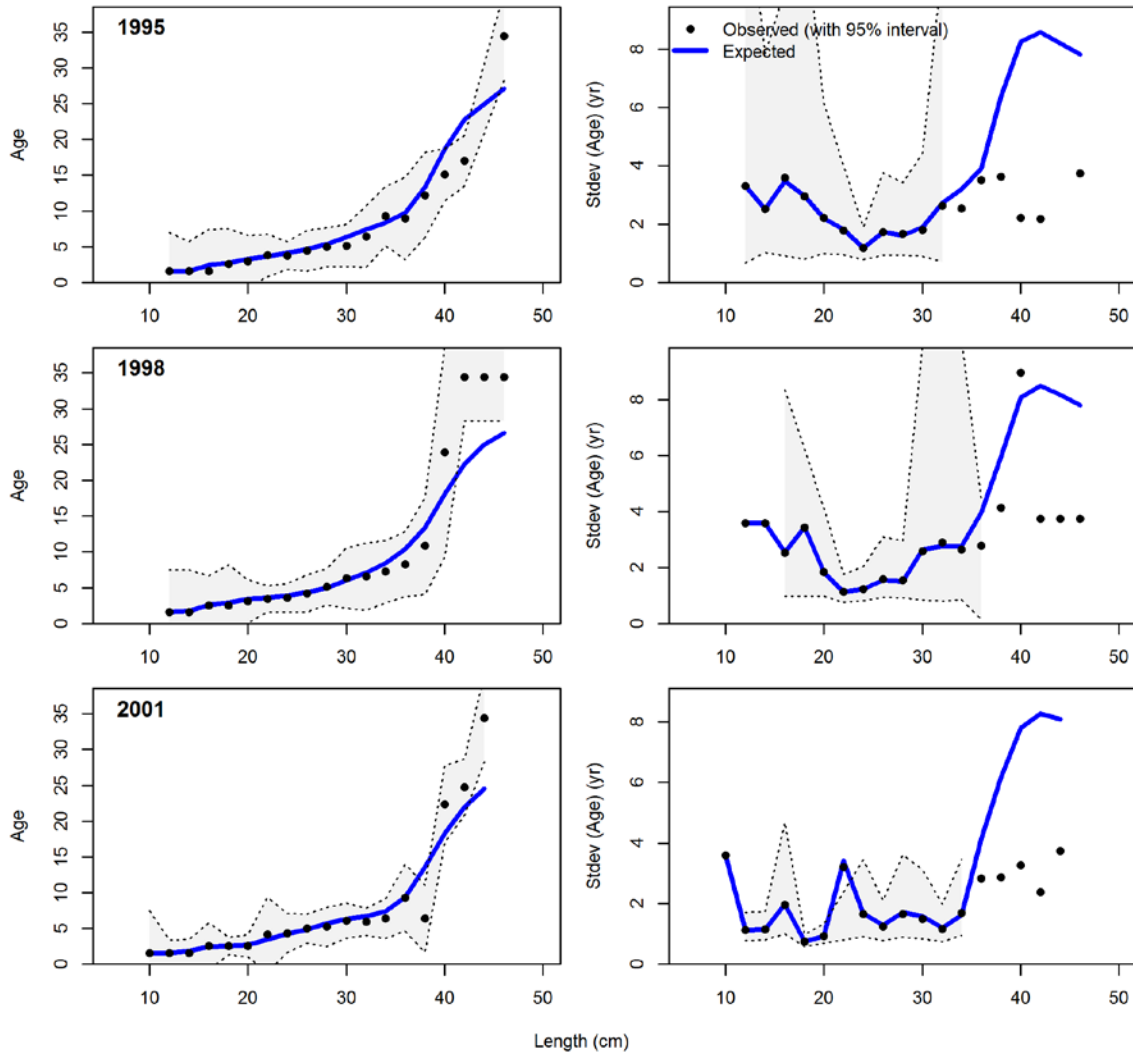 1995
Age
0 5 10 15 20 25 30 35
10 20 30 40 50
Observed (with 95% interval)
Expected
Stdev (Age) (yr)
0 2 4 6 8
10 20 30 40 50
1998
Age
0 5 10 15 20 25 30 35
10 20 30 40 50
Stdev (Age) (yr)
0 2 4 6 8
10 20 30 40 50
2001
Age
0 5 10 15 20 25 30 35
10 20 30 40 50
Stdev (Age) (yr)
0 2 4 6 8
10 20 30 40 50
Length (cm)